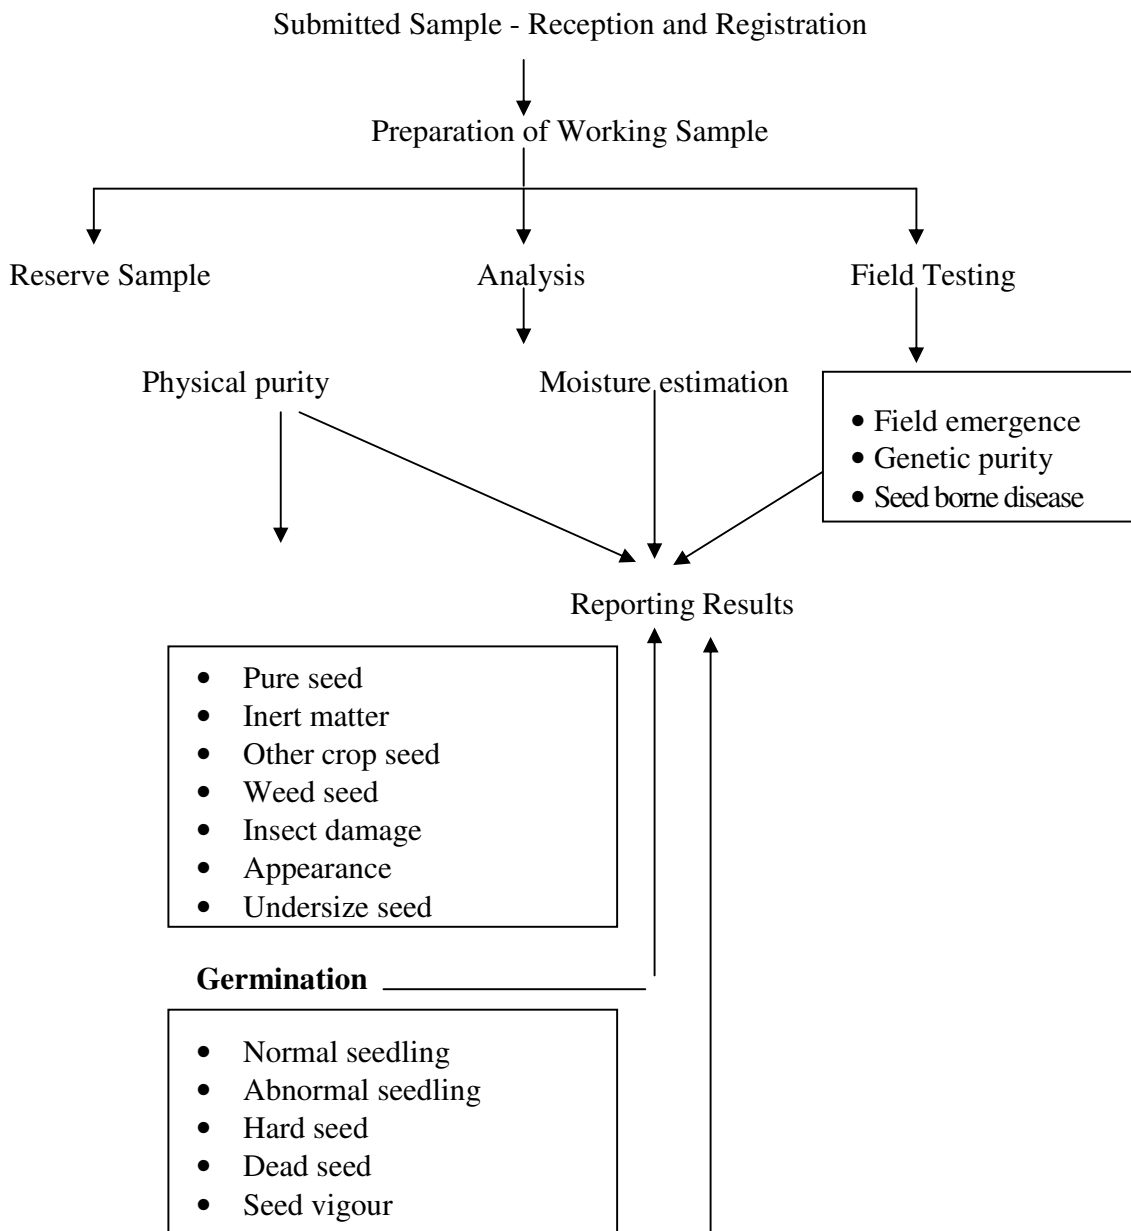 Submitted Sample - Reception and Registration
Preparation of Working Sample
Reserve Sample
Analysis
Field Testing
Physical purity
Moisture estimation
• Field emergence
• Genetic purity
• Seed borne disease
Reporting Results
• Pure seed
• Inert matter
• Other crop seed
• Weed seed
• Insect damage
• Appearance
• Undersize seed
Germination
• Normal seedling
• Abnormal seedling
• Hard seed
• Dead seed
• Seed vigour